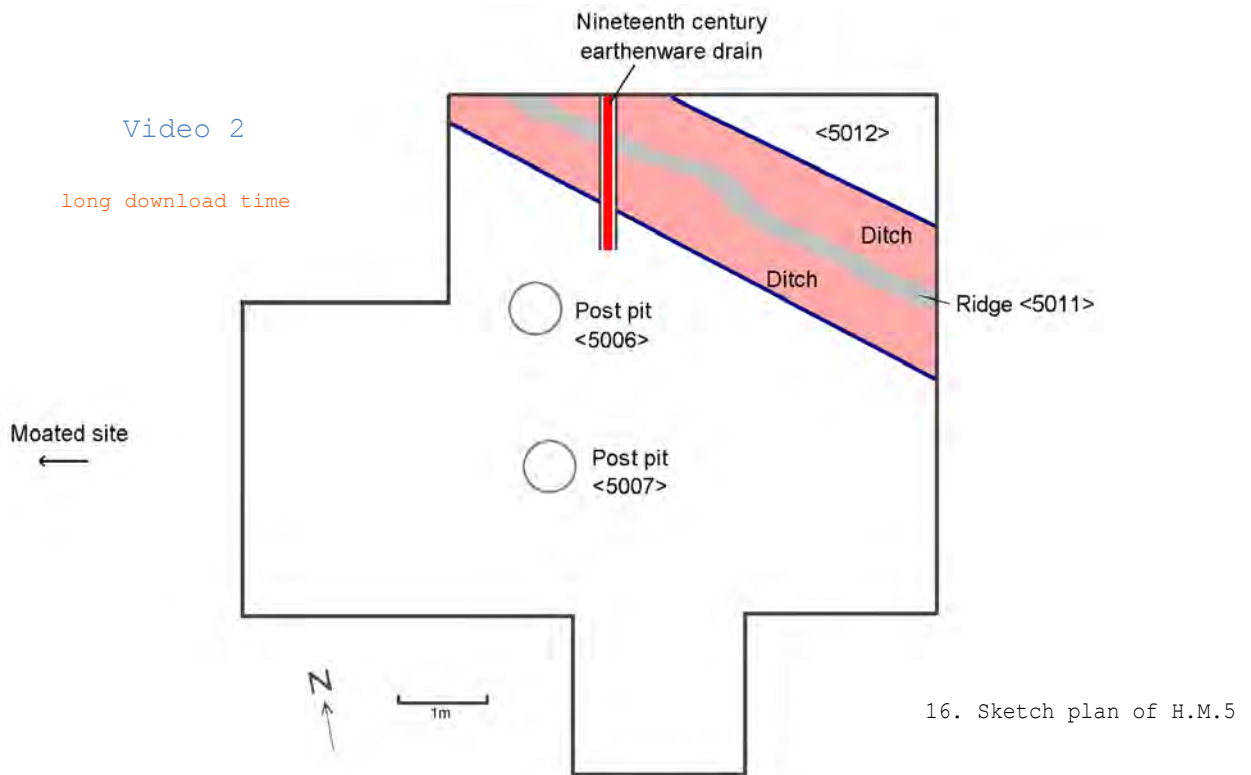 Nineteenth century
earthenware drain
Video 2
long download time
<5012>
Ditch
Ditch
Ridge <5011>
Post pit
<5006>
Moated site
Post pit
<5007>
N
1m
16. Sketch plan of H.M.5